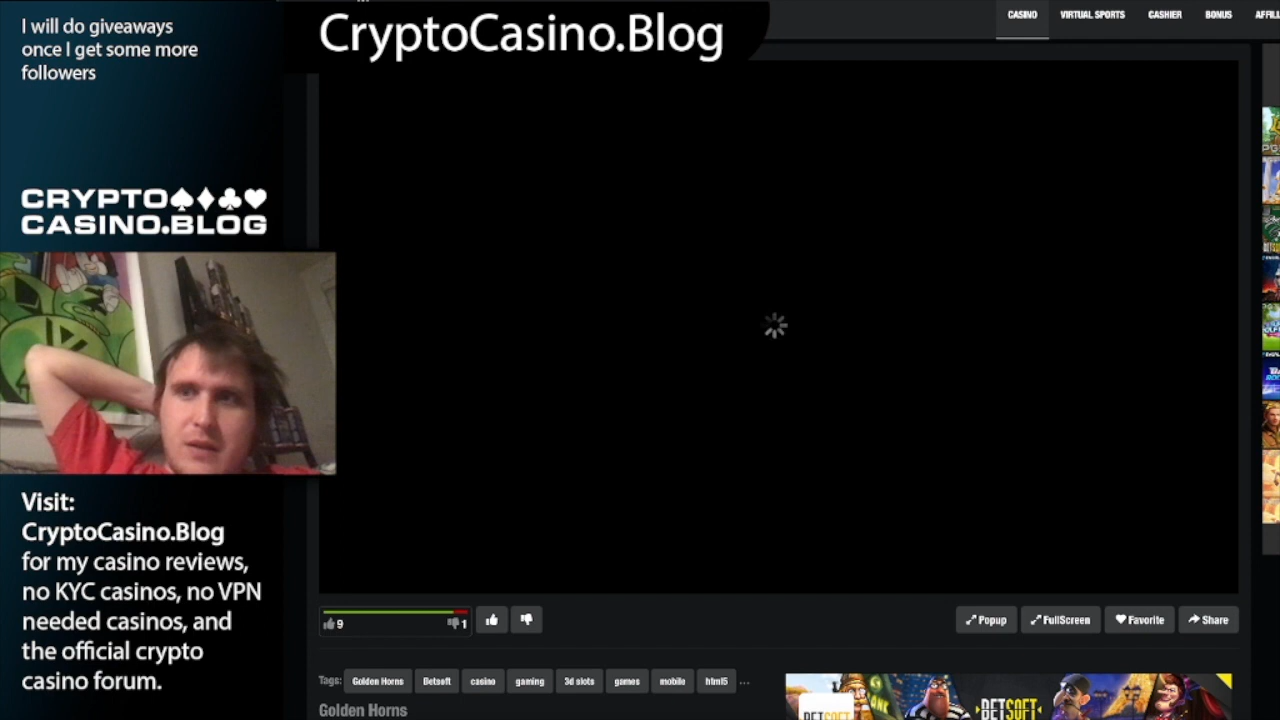 I will do giveaways
once I get some more
followers
CryptoCasino.Blog
CASINO
VIRTUAL SPORTS
CASHIER
BONUS
CRYPTO
CASINO.BLOG
Visit:
CryptoCasino.Blog
for my casino reviews,
no KYC casinos, no VPN
needed casinos, and
the official crypto
casino forum.
9
1
Popup
FullScreen
Favorite
Share
Tags:
Golden Horns
Betsoft
casino
gaming
3d slots
games
mobile
html5
...
Golden Horns
BETSOFT
BETSOFT